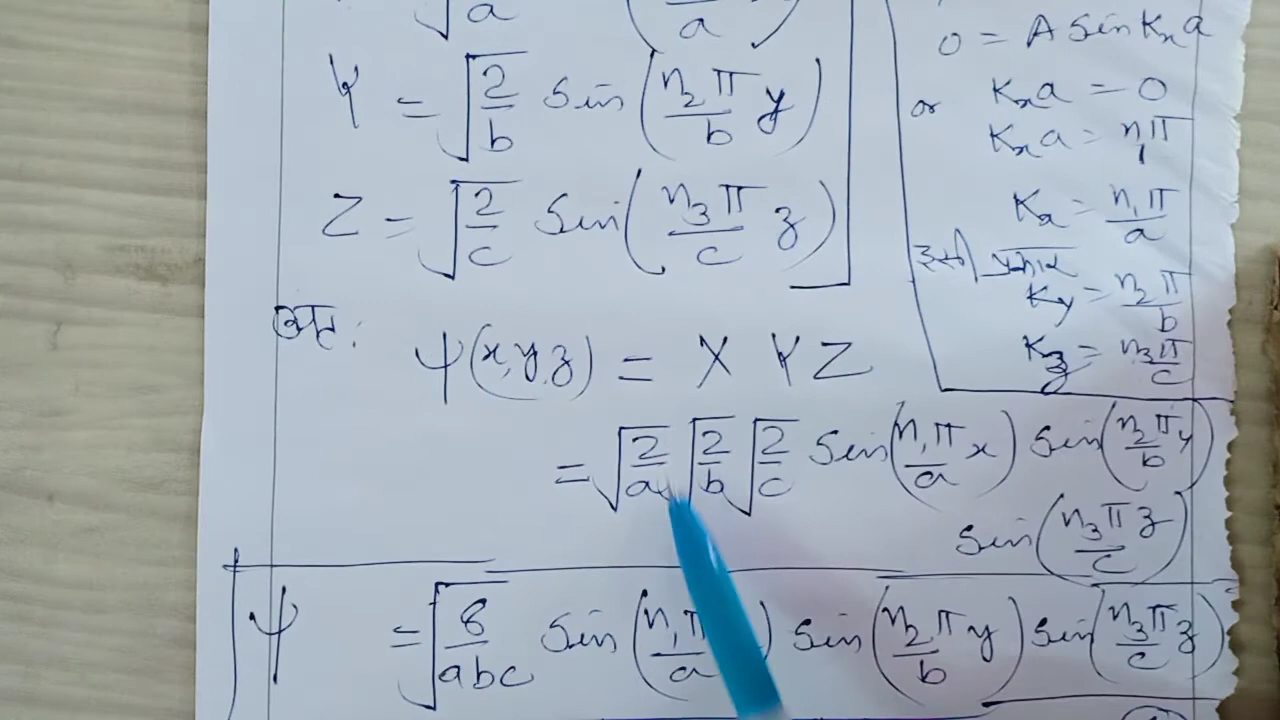 √a ( a )
Y = √(2/b) Sin(n₂π/b y)
Z = √(2/c) Sin(n₃π/c z)
अतः ψ(x,y,z) = X Y Z
= √(2/a) √(2/b) √(2/c) Sin(n₁π/a x) Sin(n₂π/b y)
Sin(n₃π/c z)
ψ = √(8/abc) Sin(n₁π/a ) Sin(n₂π/b y) Sin(n₃π/c z)
0 = A Sin Kₓa
or Kₓa = 0
Kₓa = n₁π
Kₓ = n₁π/a
Ky = n₂π/b
Kz = n₃π/c